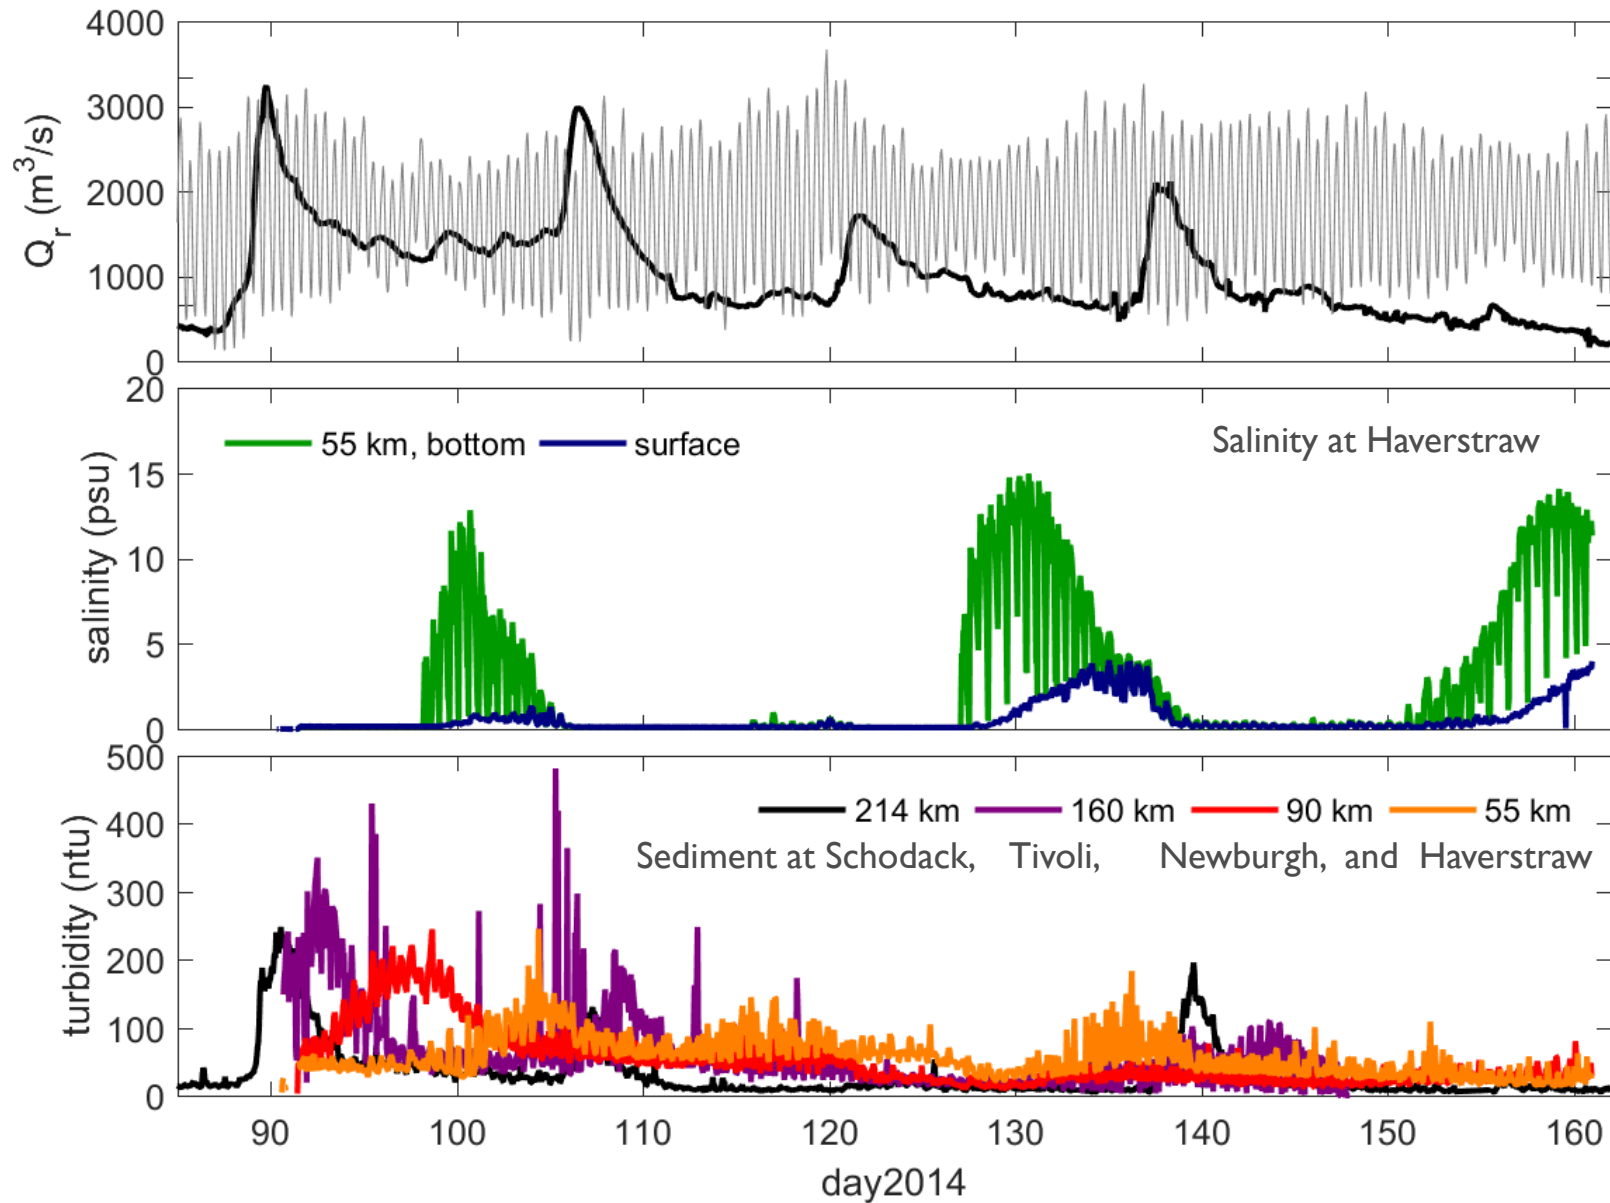 4000
3000
2000
1000
0
Q_r (m^3/s)
20
15
10
5
0
salinity (psu)
55 km, bottom surface
Salinity at Haverstraw
500
400
300
200
100
0
turbidity (ntu)
214 km 160 km 90 km 55 km
Sediment at Schodack, Tivoli, Newburgh, and Haverstraw
90 100 110 120 130 140 150 160
day2014